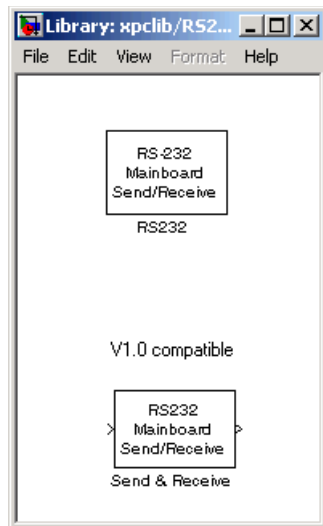 Library: xpclib/RS2...
File Edit View Format Help
RS-232
Mainboard
Send/Receive
RS232
V1.0 compatible
RS232
Mainboard
Send/Receive
Send & Receive